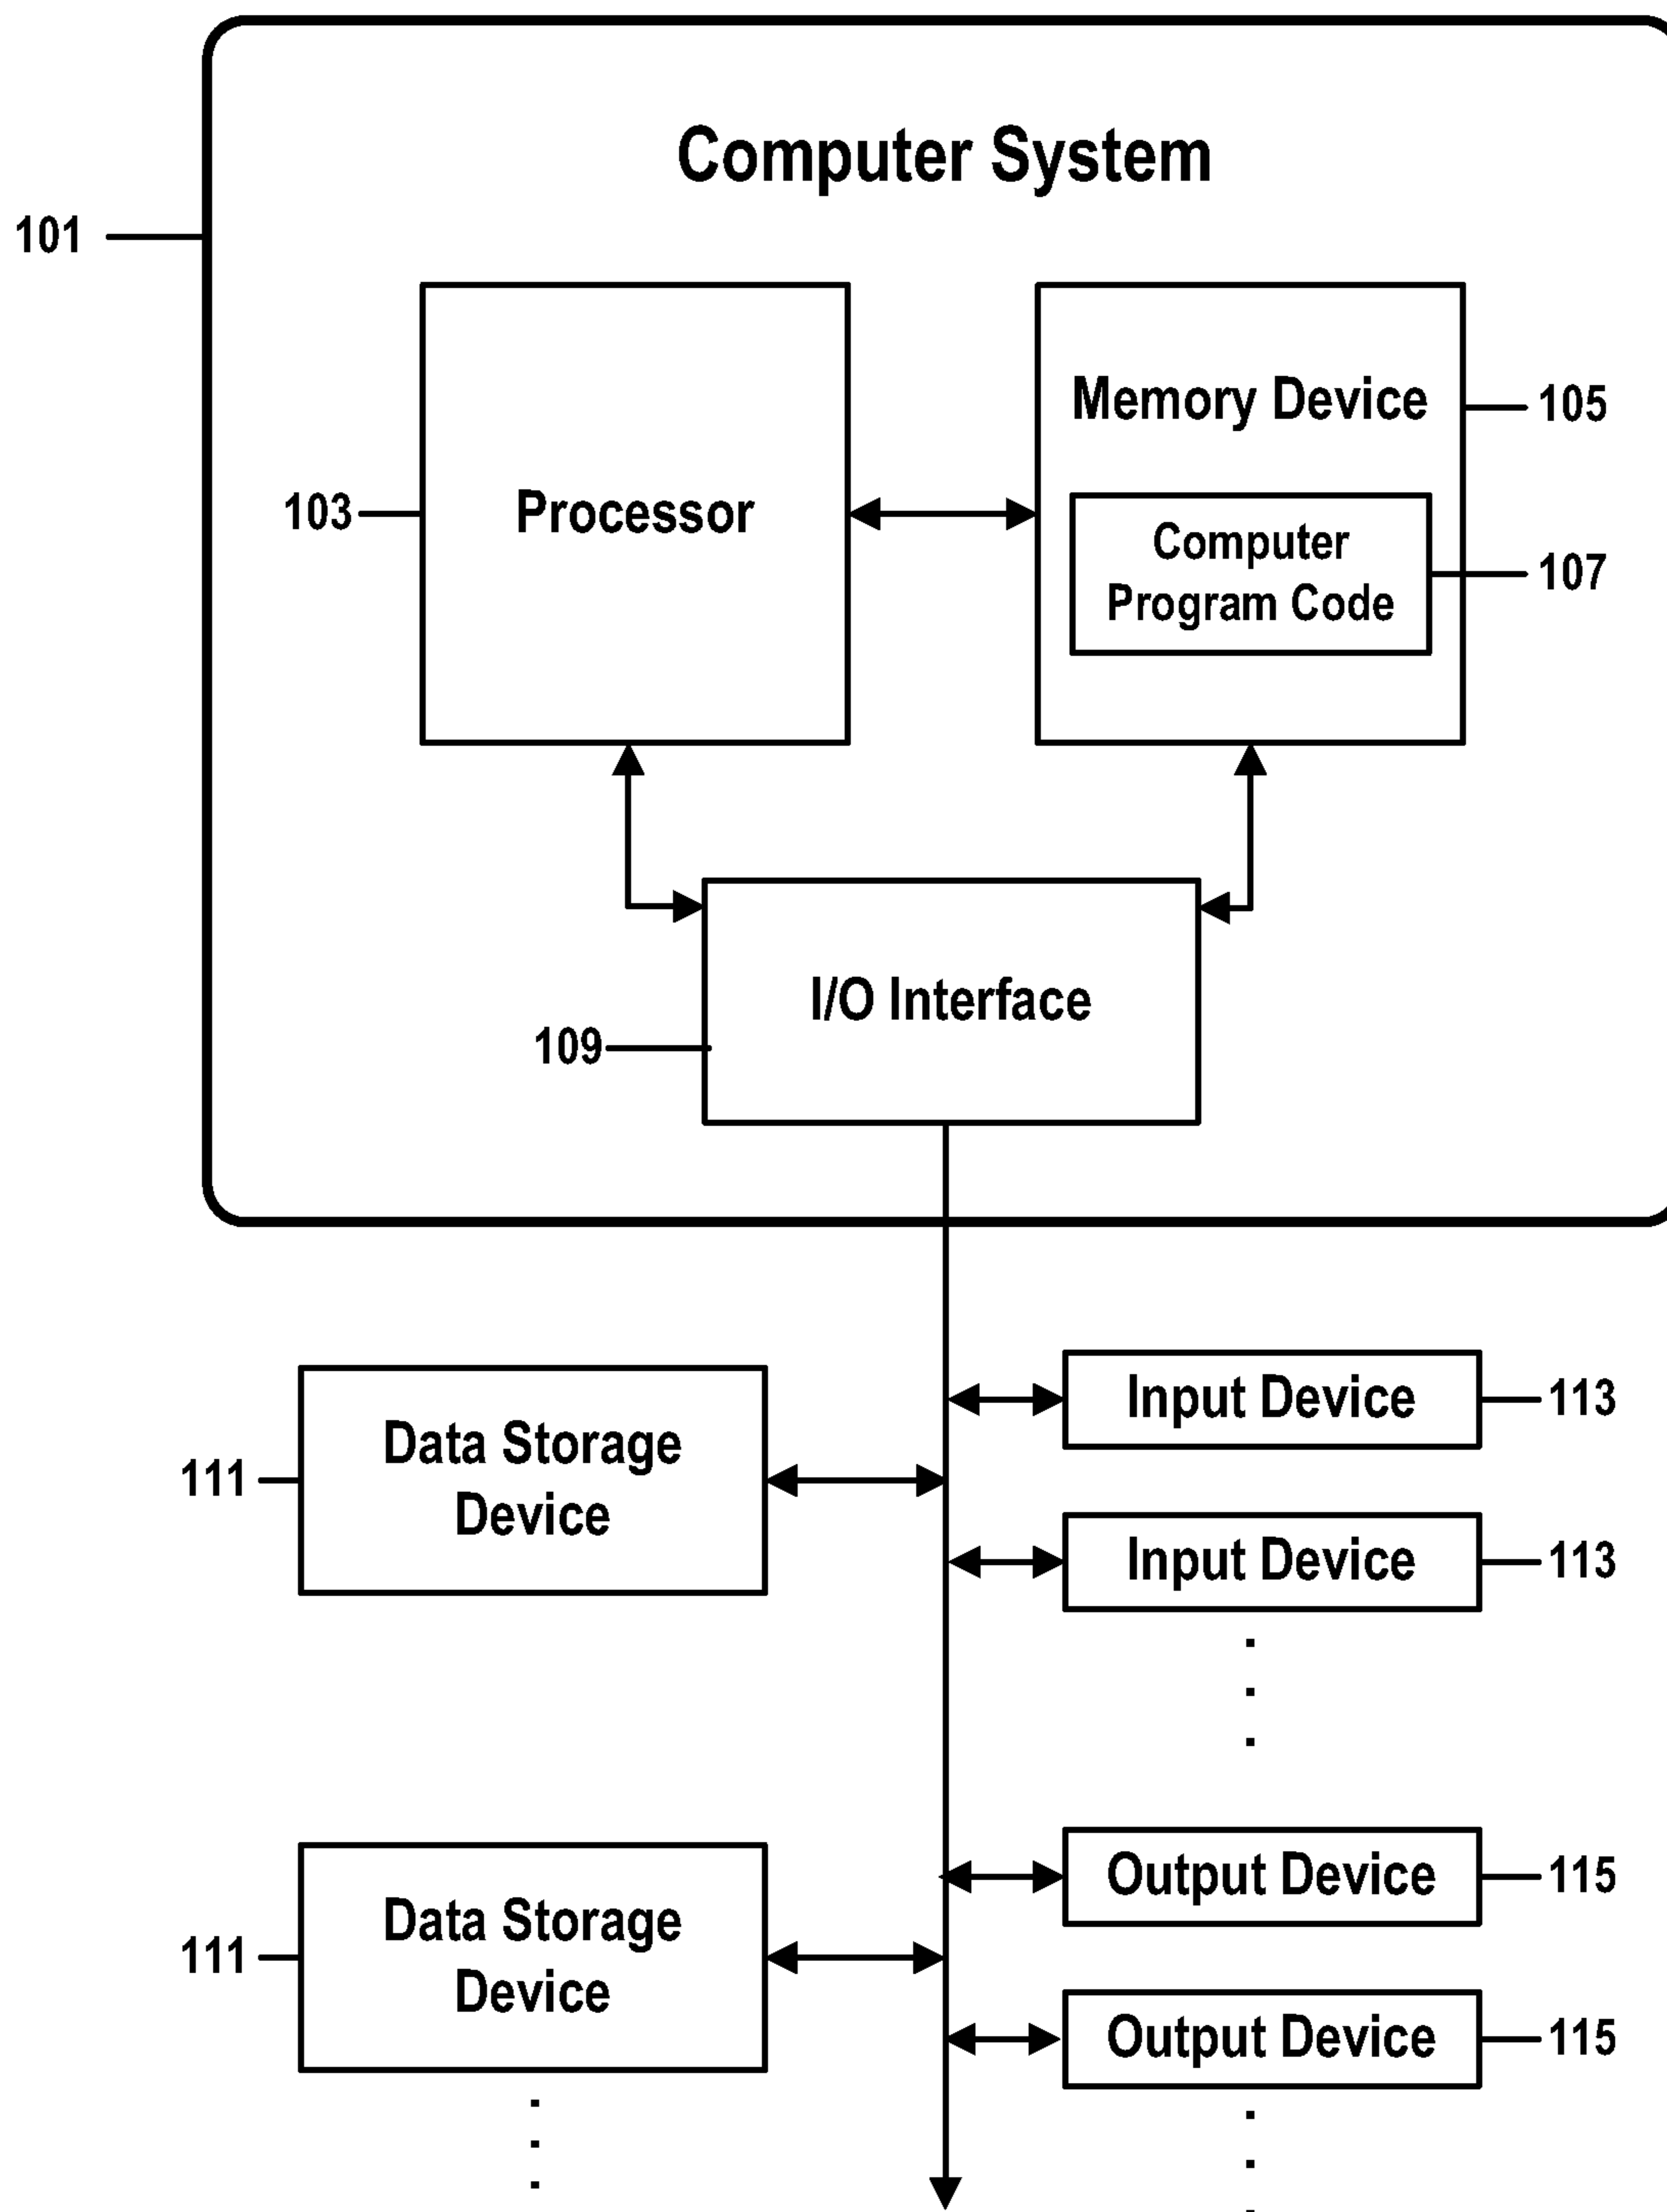 Computer System
101
Memory Device
105
103
Processor
Computer
Program Code
107
I/O Interface
109
Input Device
113
Data Storage
Device
111
Input Device
113
Output Device
115
Data Storage
Device
111
Output Device
115